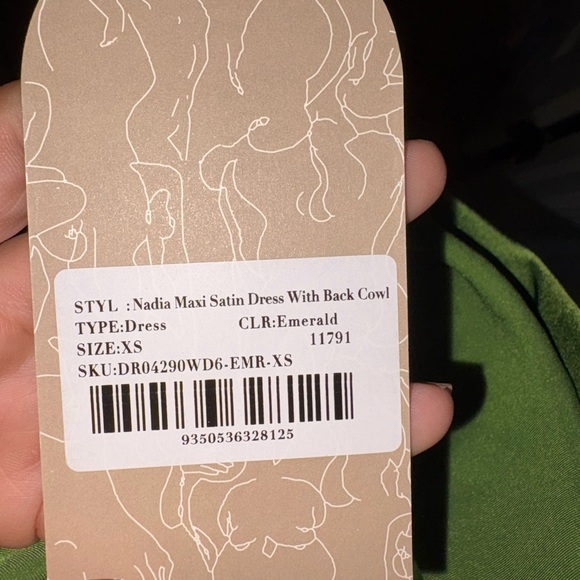 STYL : Nadia Maxi Satin Dress With Back Cowl
TYPE:Dress CLR:Emerald
SIZE:XS 11791
SKU:DR04290WD6-EMR-XS
9350536328125